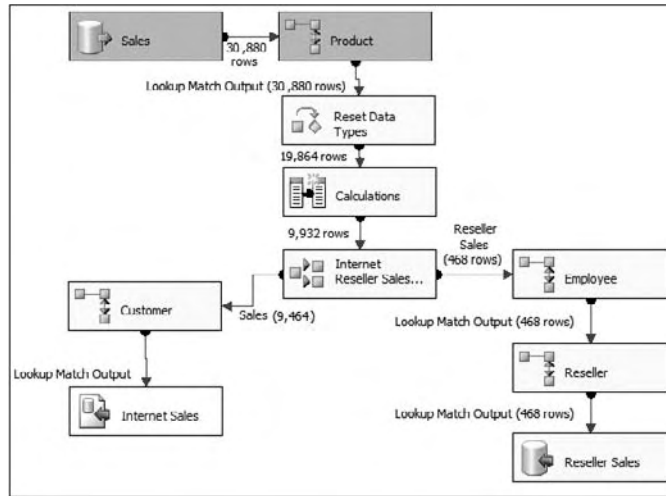 Sales
30 ,880
rows
Product
Lookup Match Output (30 ,880 rows)
Reset Data
Types
19,864 rows
Calculations
9,932 rows
Internet
Reseller Sales...
Reseller
Sales
(468 rows)
Employee
Customer
Sales (9,464)
Lookup Match Output (468 rows)
Lookup Match Output
Reseller
Internet Sales
Lookup Match Output (468 rows)
Reseller Sales